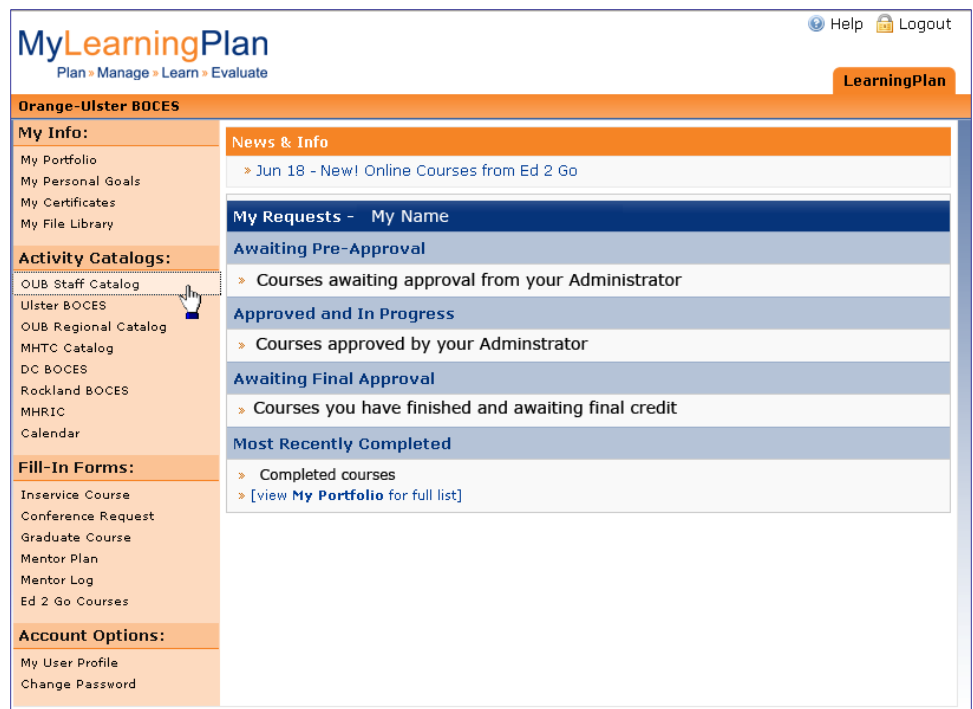 Help Logout
MyLearningPlan
Plan » Manage » Learn » Evaluate
LearningPlan
Orange-Ulster BOCES
My Info:
My Portfolio
My Personal Goals
My Certificates
My File Library
Activity Catalogs:
OUB Staff Catalog
Ulster BOCES
OUB Regional Catalog
MHTC Catalog
DC BOCES
Rockland BOCES
MHRIC
Calendar
Fill-In Forms:
Inservice Course
Conference Request
Graduate Course
Mentor Plan
Mentor Log
Ed 2 Go Courses
Account Options:
My User Profile
Change Password
News & Info
» Jun 18 - New! Online Courses from Ed 2 Go
My Requests - My Name
Awaiting Pre-Approval
» Courses awaiting approval from your Administrator
Approved and In Progress
» Courses approved by your Adminstrator
Awaiting Final Approval
» Courses you have finished and awaiting final credit
Most Recently Completed
» Completed courses
» [view My Portfolio for full list]